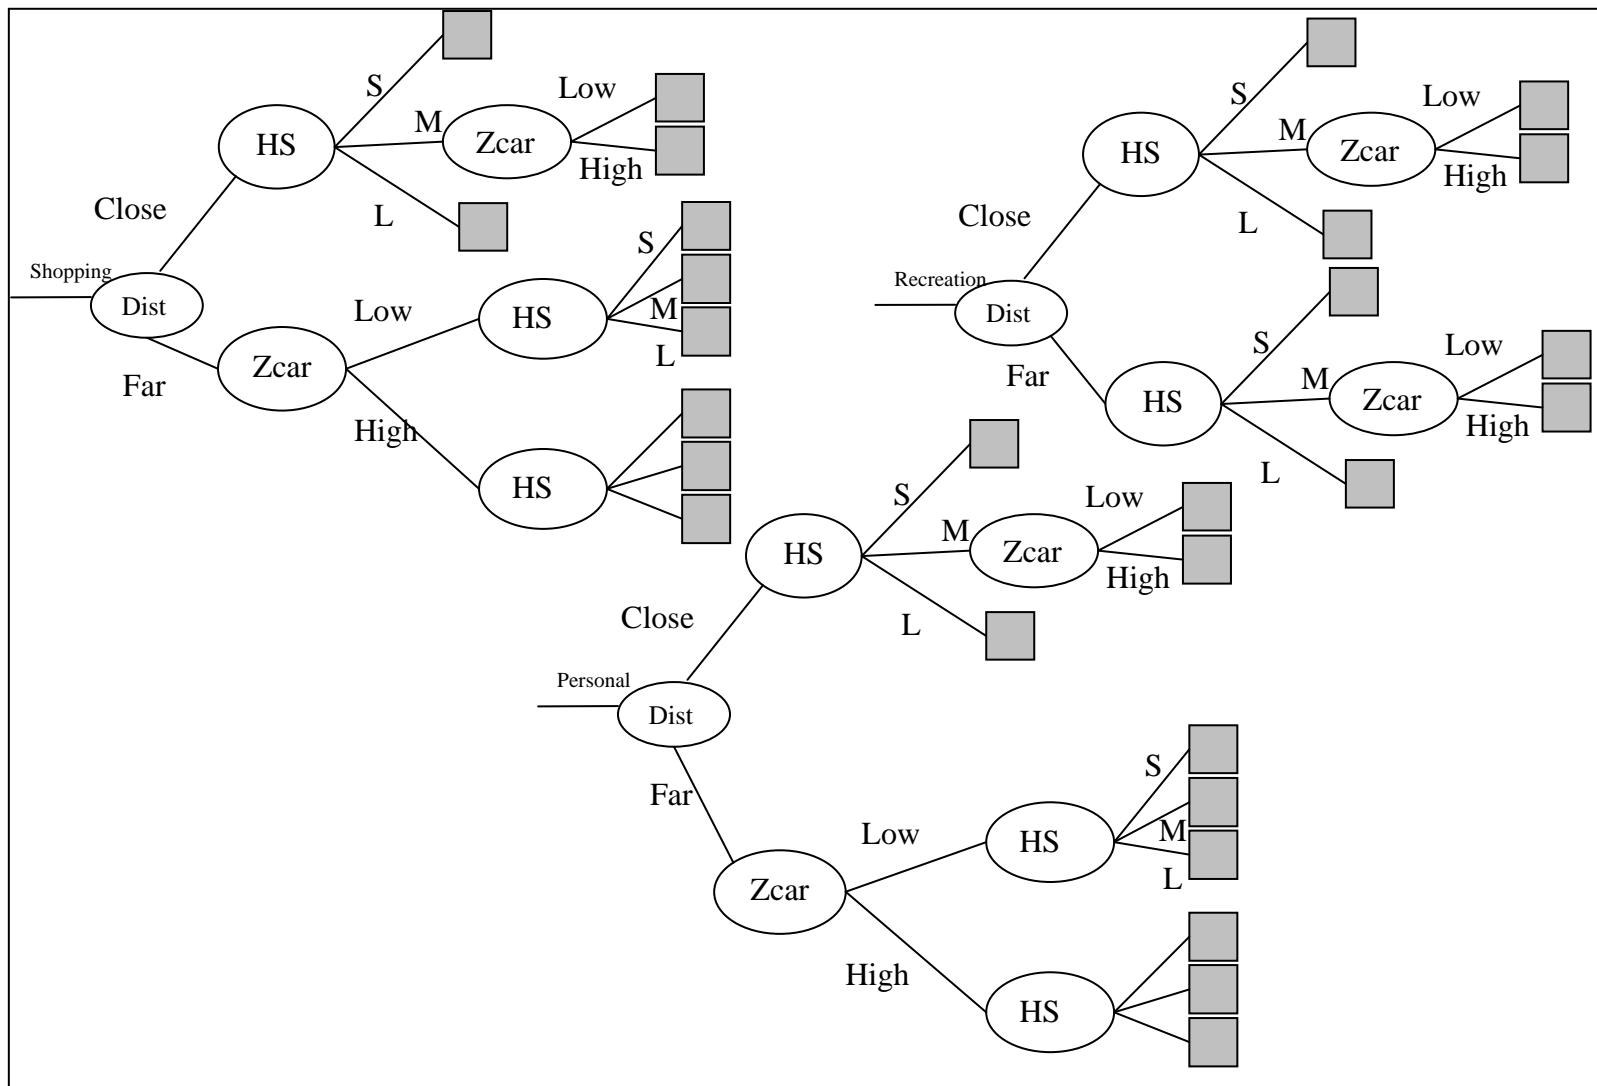 Shopping
Dist
Close
HS
S
M
Zcar
Low
High
L
Far
Zcar
Low
HS
S
M
L
High
HS
Recreation
Dist
Close
HS
S
M
Zcar
Low
High
L
Far
HS
S
M
Zcar
Low
High
L
Personal
Dist
Close
HS
S
M
Zcar
Low
High
L
Far
Zcar
Low
HS
S
M
L
High
HS